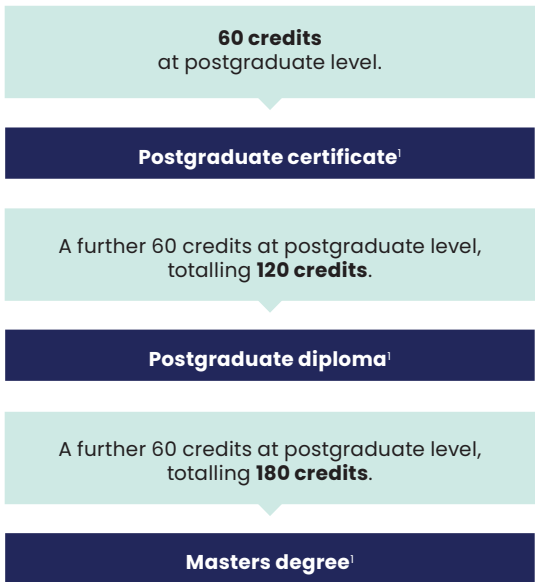 60 credits
at postgraduate level.
Postgraduate certificate¹
A further 60 credits at postgraduate level,
totalling 120 credits.
Postgraduate diploma¹
A further 60 credits at postgraduate level,
totalling 180 credits.
Masters degree¹